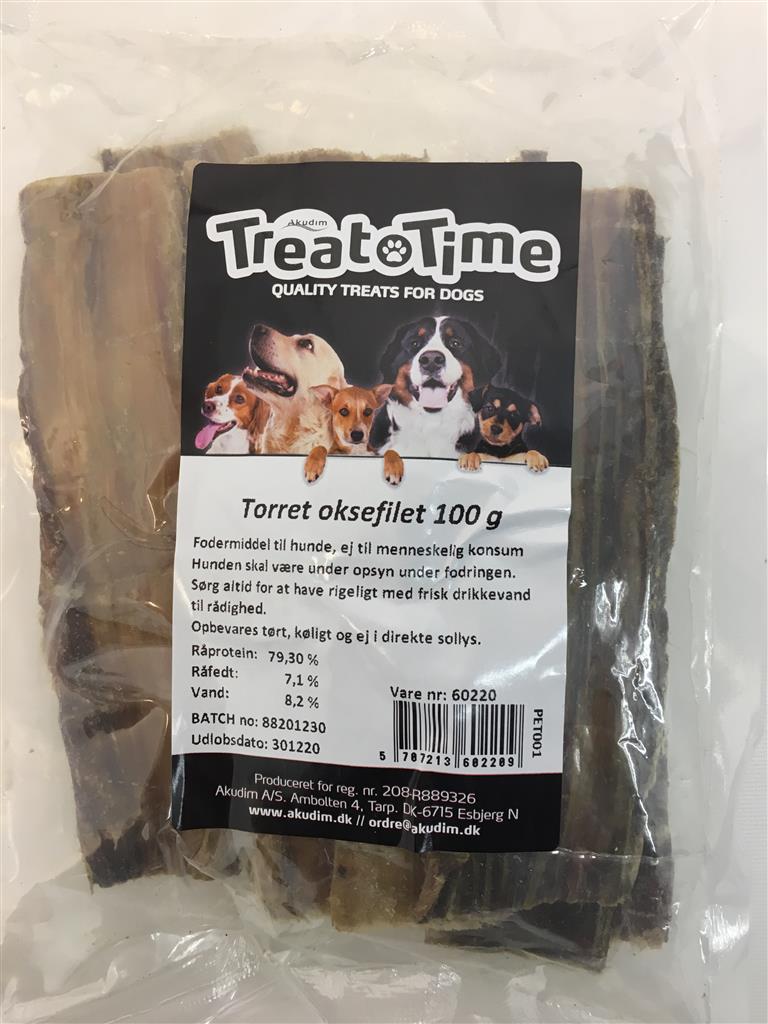 Akudim
Treat Time
QUALITY TREATS FOR DOGS
Torret oksefilet 100 g
Fodermiddel til hunde, ej til menneskelig konsum
Hunden skal være under opsyn under fodringen.
Sørg altid for at have rigeligt med frisk drikkevand
til rådighed.
Opbevares tørt, køligt og ej i direkte sollys.
Råprotein: 79,30 %
Råfedt: 7,1 %
Vand: 8,2 %
BATCH no: 88201230
Udlobsdato: 301220
Vare nr: 60220
5 707213 602209
PET001
Produceret for reg. nr. 208-R889326
Akudim A/S. Ambolten 4, Tarp. DK-6715 Esbjerg N
www.akudim.dk // ordre@akudim.dk